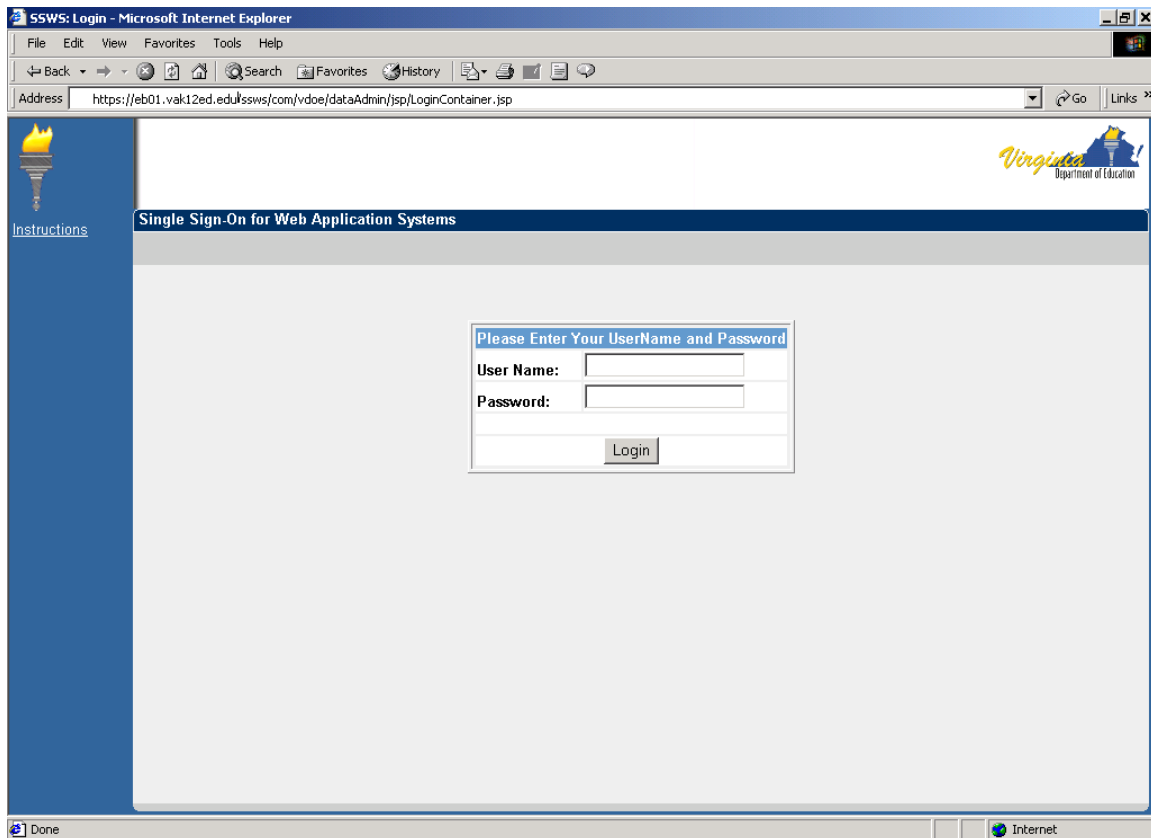 SSWS: Login - Microsoft Internet Explorer
File Edit View Favorites Tools Help
Back Search Favorites History
Address https://eb01.vak12ed.edu/ssws/com/vdoe/dataAdmin/jsp/LoginContainer.jsp Go Links »
Virginia!
Department of Education
Instructions
Single Sign-On for Web Application Systems
Please Enter Your UserName and Password
User Name:
Password:
Login
Done Internet